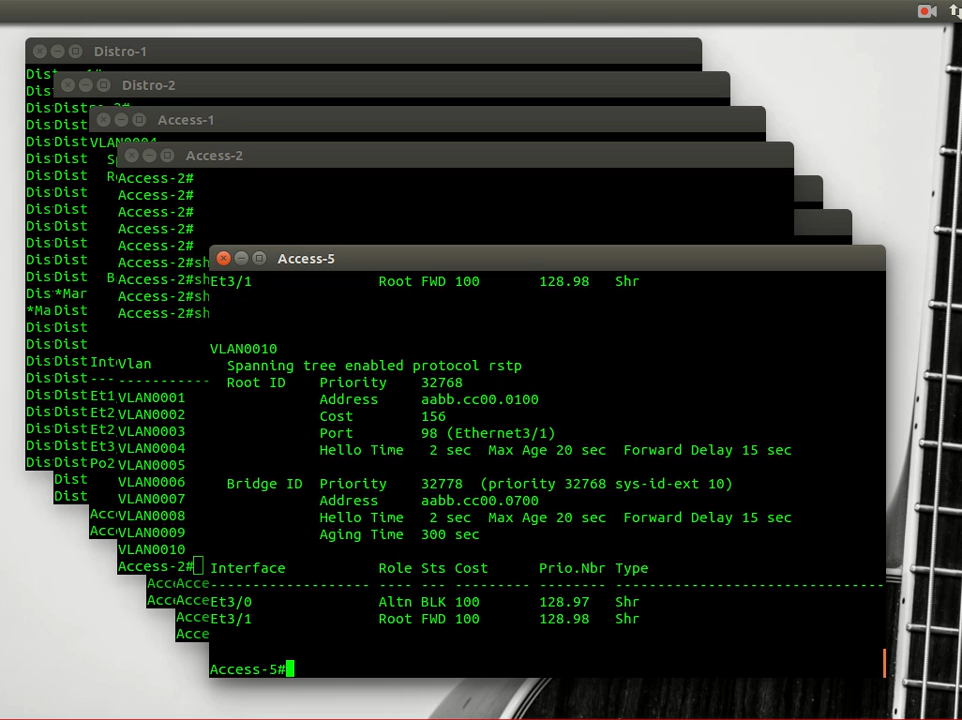 Distro-1
Distro-2
Access-1
VLAN0004
Access-2
Access-2#
Access-2#
Access-2#
Access-2#
Access-2#
Access-2#sh
Access-2#sh
Access-2#sh
Access-2#sh
Vlan
VLAN0001
VLAN0002
VLAN0003
VLAN0004
VLAN0005
VLAN0006
VLAN0007
VLAN0008
VLAN0009
VLAN0010
Access-2#
Access-5
Et3/1 Root FWD 100 128.98 Shr
VLAN0010
Spanning tree enabled protocol rstp
Root ID Priority 32768
Address aabb.cc00.0100
Cost 156
Port 98 (Ethernet3/1)
Hello Time 2 sec Max Age 20 sec Forward Delay 15 sec
Bridge ID Priority 32778 (priority 32768 sys-id-ext 10)
Address aabb.cc00.0700
Hello Time 2 sec Max Age 20 sec Forward Delay 15 sec
Aging Time 300 sec
Interface Role Sts Cost Prio.Nbr Type
------------------- ---- --- --------- -------- --------------------------------
Et3/0 Altn BLK 100 128.97 Shr
Et3/1 Root FWD 100 128.98 Shr
Access-5#